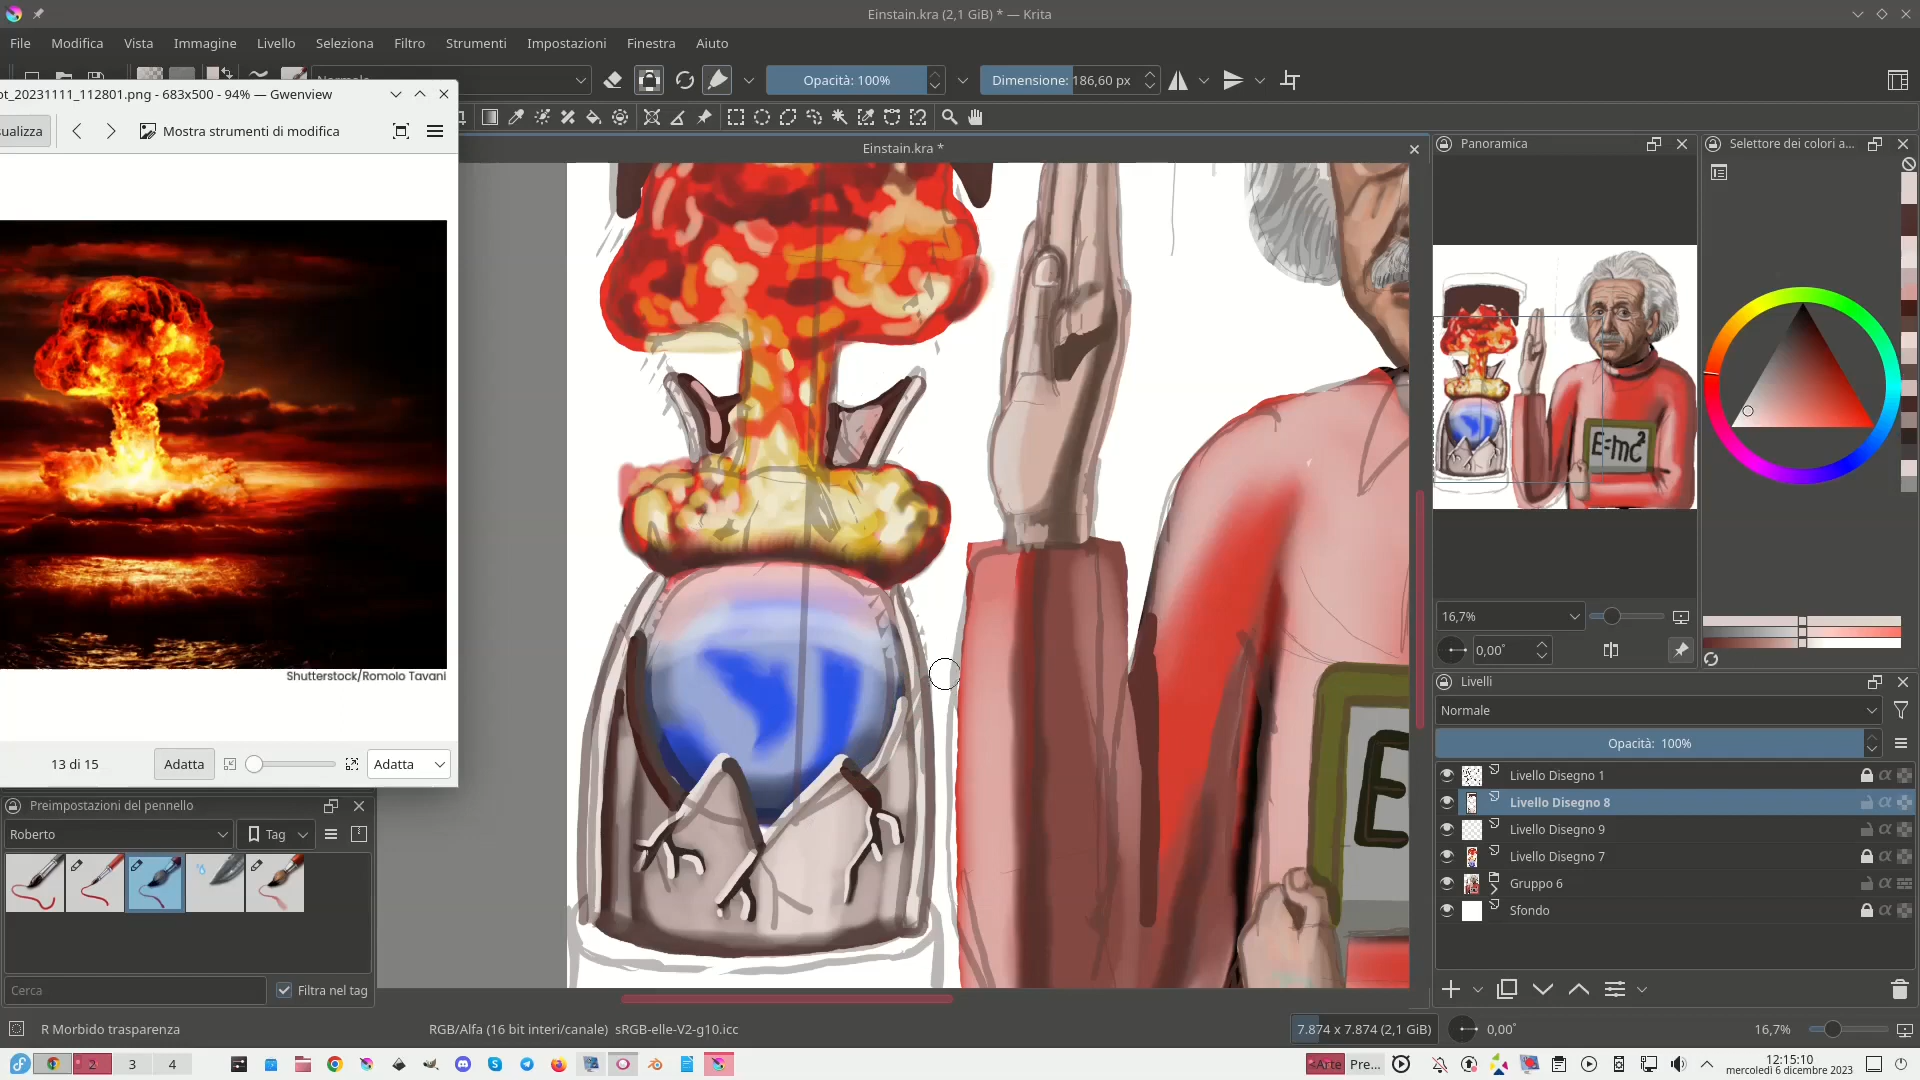 Einstain.kra (2,1 GiB) * — Krita
File Modifica Vista Immagine Livello Seleziona Filtro Strumenti Impostazioni Finestra Aiuto
Opacità: 100%
Dimensione: 186,60 px
ot_20231111_112801.png - 683x500 - 94% — Gwenview
sualizza
Mostra strumenti di modifica
Shutterstock/Romolo Tavani
13 di 15
Adatta
Adatta
Einstain.kra *
E
Panoramica
E=mc²
16,7%
0,00°
Selettore dei colori a...
Livelli
Normale
Opacità: 100%
Livello Disegno 1
Livello Disegno 8
Livello Disegno 9
Livello Disegno 7
Gruppo 6
Sfondo
Preimpostazioni del pennello
Roberto
Tag
Cerca
Filtra nel tag
R Morbido trasparenza
RGB/Alfa (16 bit interi/canale) sRGB-elle-V2-g10.icc
7.874 x 7.874 (2,1 GiB)
0,00°
16,7%
2 3 4
Pre...
12:15:10
mercoledì 6 dicembre 2023